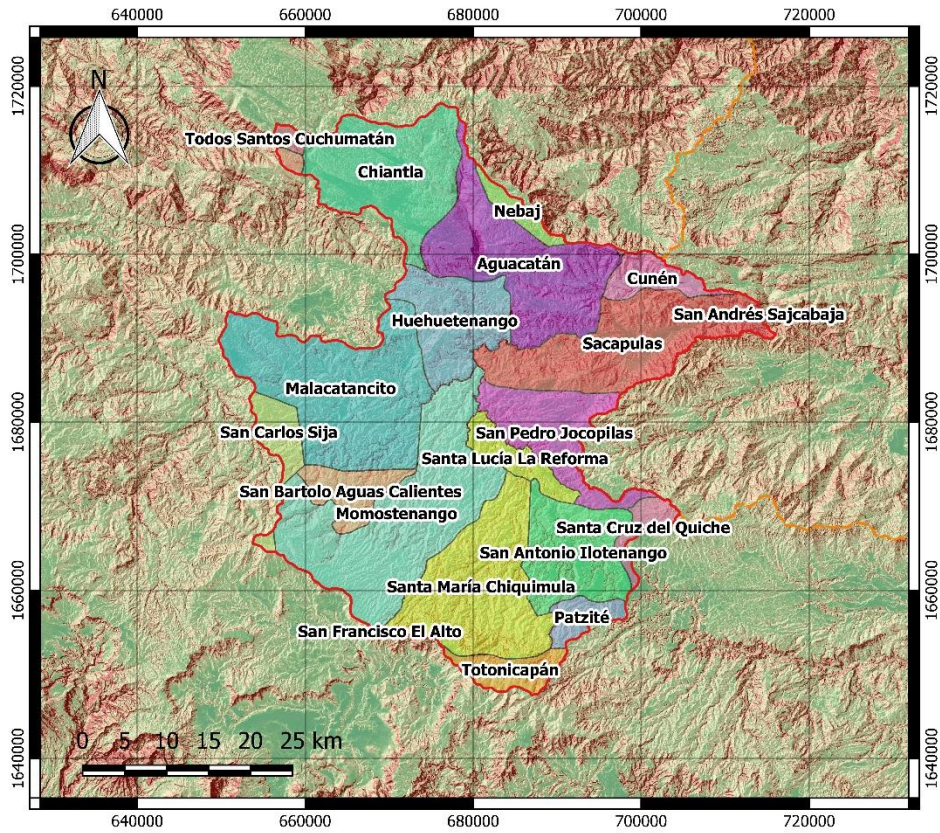 640000 660000 680000 700000 720000
1720000 1720000
N
Todos Santos Cuchumatán
Chiantla
Nebaj
1700000 1700000
Aguacatán
Cunén
San Andrés Sajcabaja
Huehuetenango
Sacapulas
Malacatancito
1680000 1680000
San Carlos Sija
San Pedro Jocopilas
Santa Lucía La Reforma
San Bartolo Aguas Calientes
Momostenango
Santa Cruz del Quiche
San Antonio Ilotenango
1660000 1660000
Santa María Chiquimula
Patzité
San Francisco El Alto
Totonicapán
0 5 10 15 20 25 km
1640000 1640000
640000 660000 680000 700000 720000